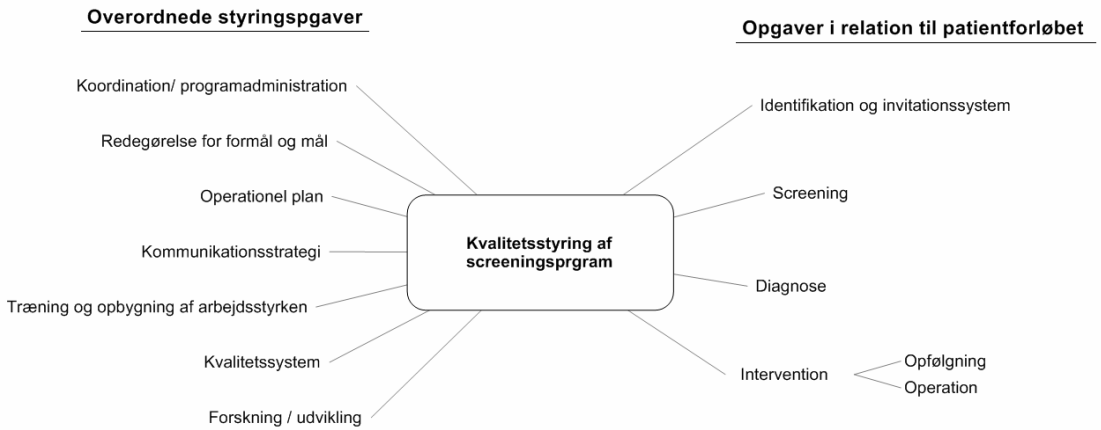 Overordnede styringspgaver
Koordination/ programadministration
Redegørelse for formål og mål
Operationel plan
Kommunikationsstrategi
Træning og opbygning af arbejdsstyrken
Kvalitetssystem
Forskning / udvikling
Kvalitetsstyring af
screeningsprgram
Opgaver i relation til patientforløbet
Identifikation og invitationssystem
Screening
Diagnose
Intervention
Opfølgning
Operation